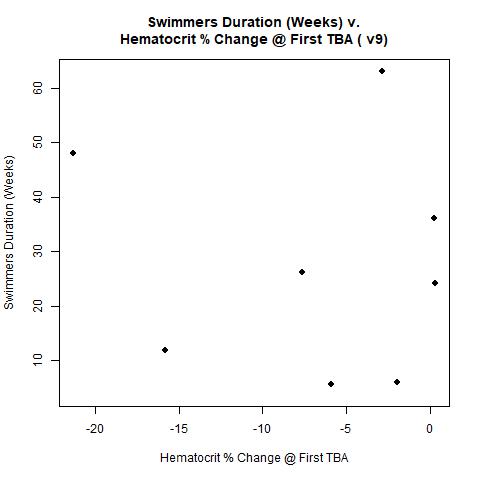 Swimmers Duration (Weeks) v.
Hematocrit % Change @ First TBA ( v9)
Swimmers Duration (Weeks)
60
50
40
30
20
10
-20 -15 -10 -5 0
Hematocrit % Change @ First TBA